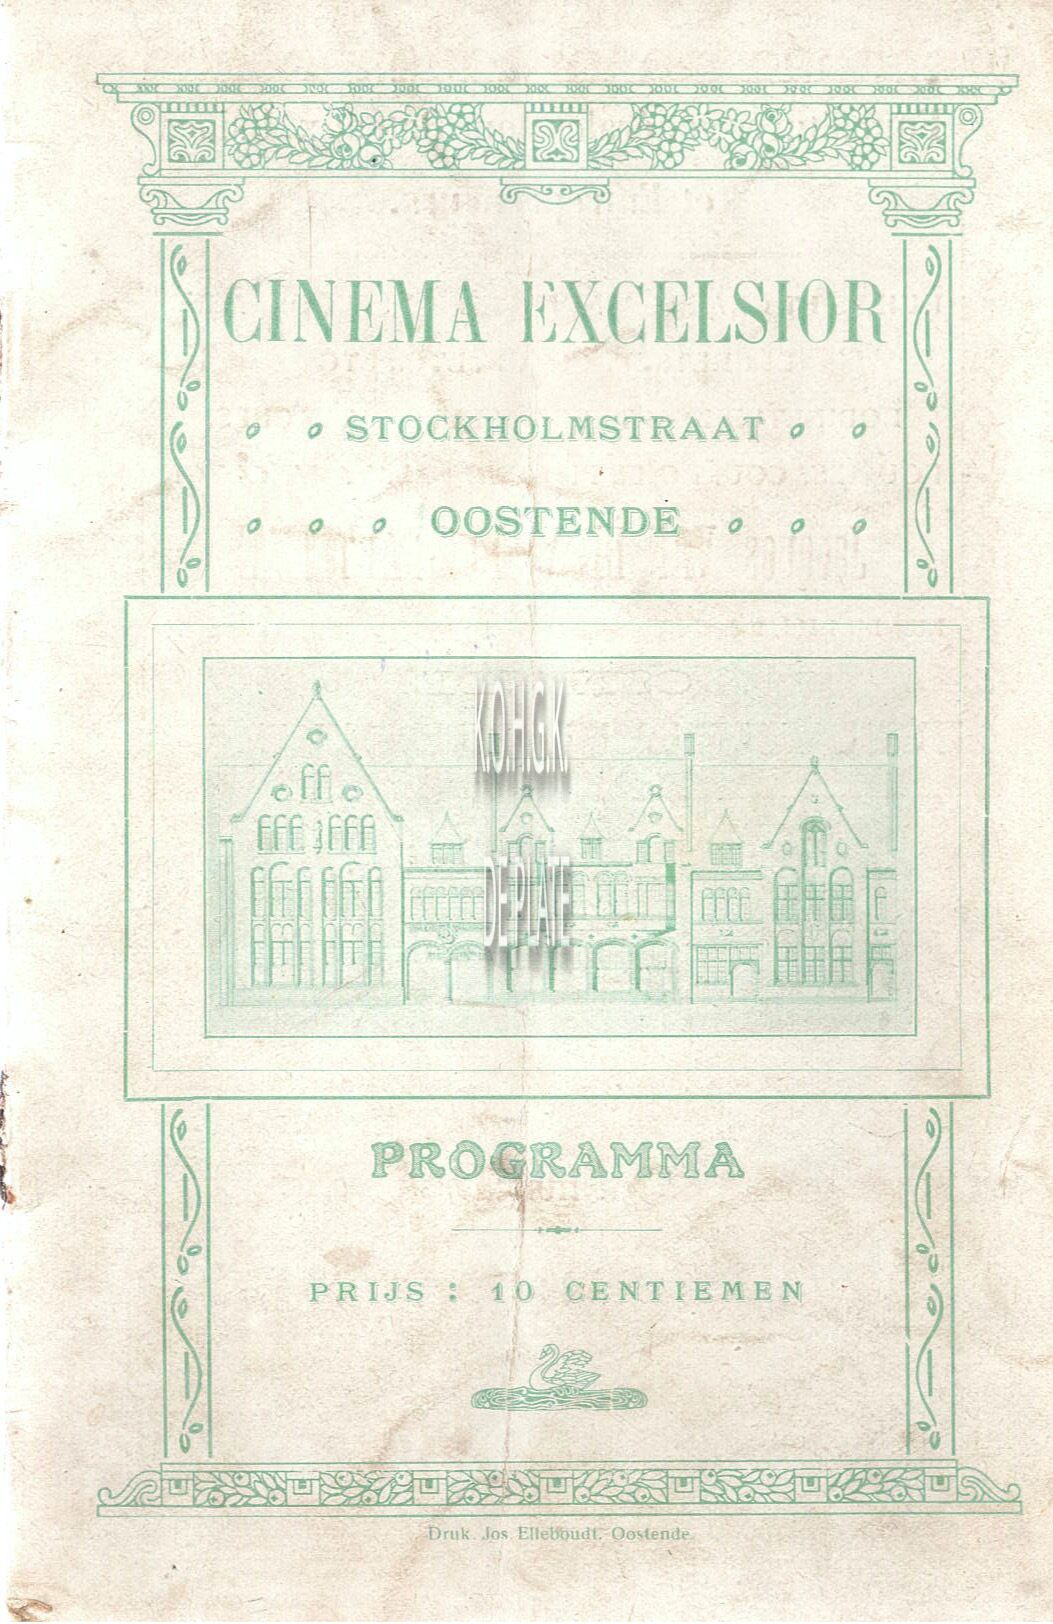 CINEMA EXCELSIOR
STOCKHOLMSTRAAT
OOSTENDE
K.O.H.G.K.
DE PLATE
PROGRAMMA
PRIJS : 10 CENTIEMEN
Druk. Jos Elleboudt. Oostende.